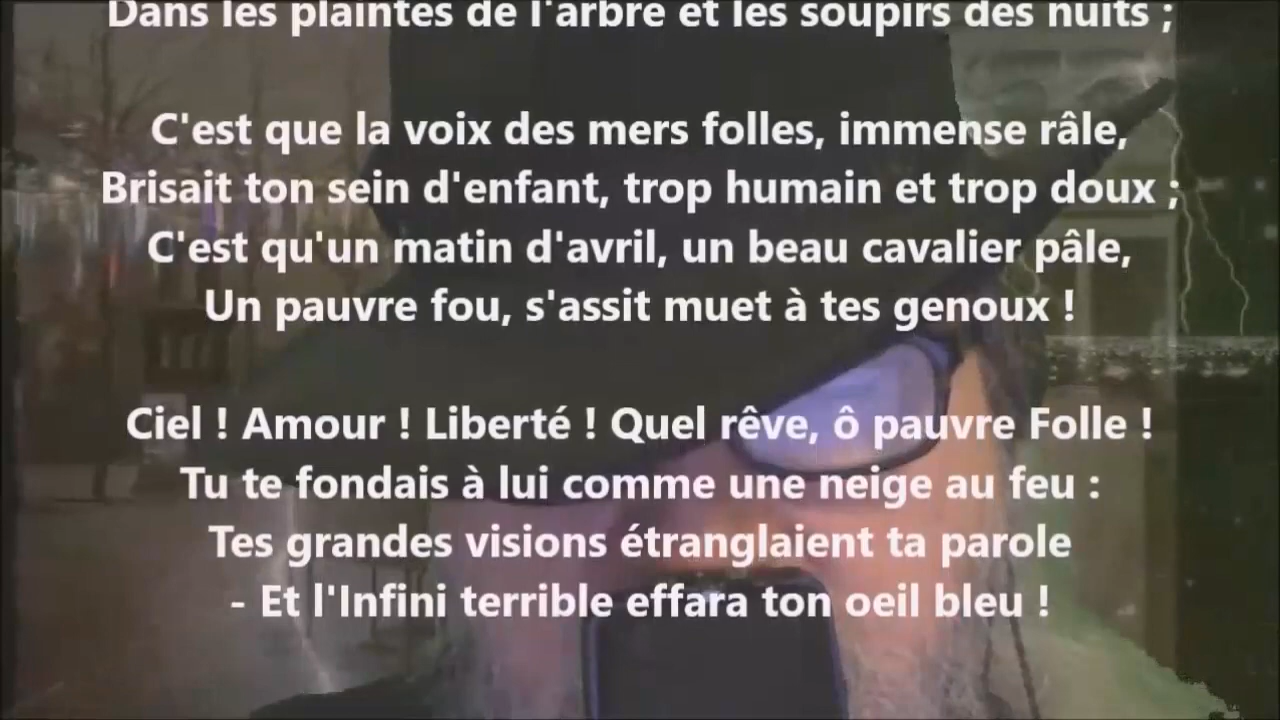 Dans les plaintes de l'arbre et les soupirs des nuits ;
C'est que la voix des mers folles, immense râle,
Brisait ton sein d'enfant, trop humain et trop doux ;
C'est qu'un matin d'avril, un beau cavalier pâle,
Un pauvre fou, s'assit muet à tes genoux !
Ciel ! Amour ! Liberté ! Quel rêve, ô pauvre Folle !
Tu te fondais à lui comme une neige au feu :
Tes grandes visions étranglaient ta parole
- Et l'Infini terrible effara ton oeil bleu !